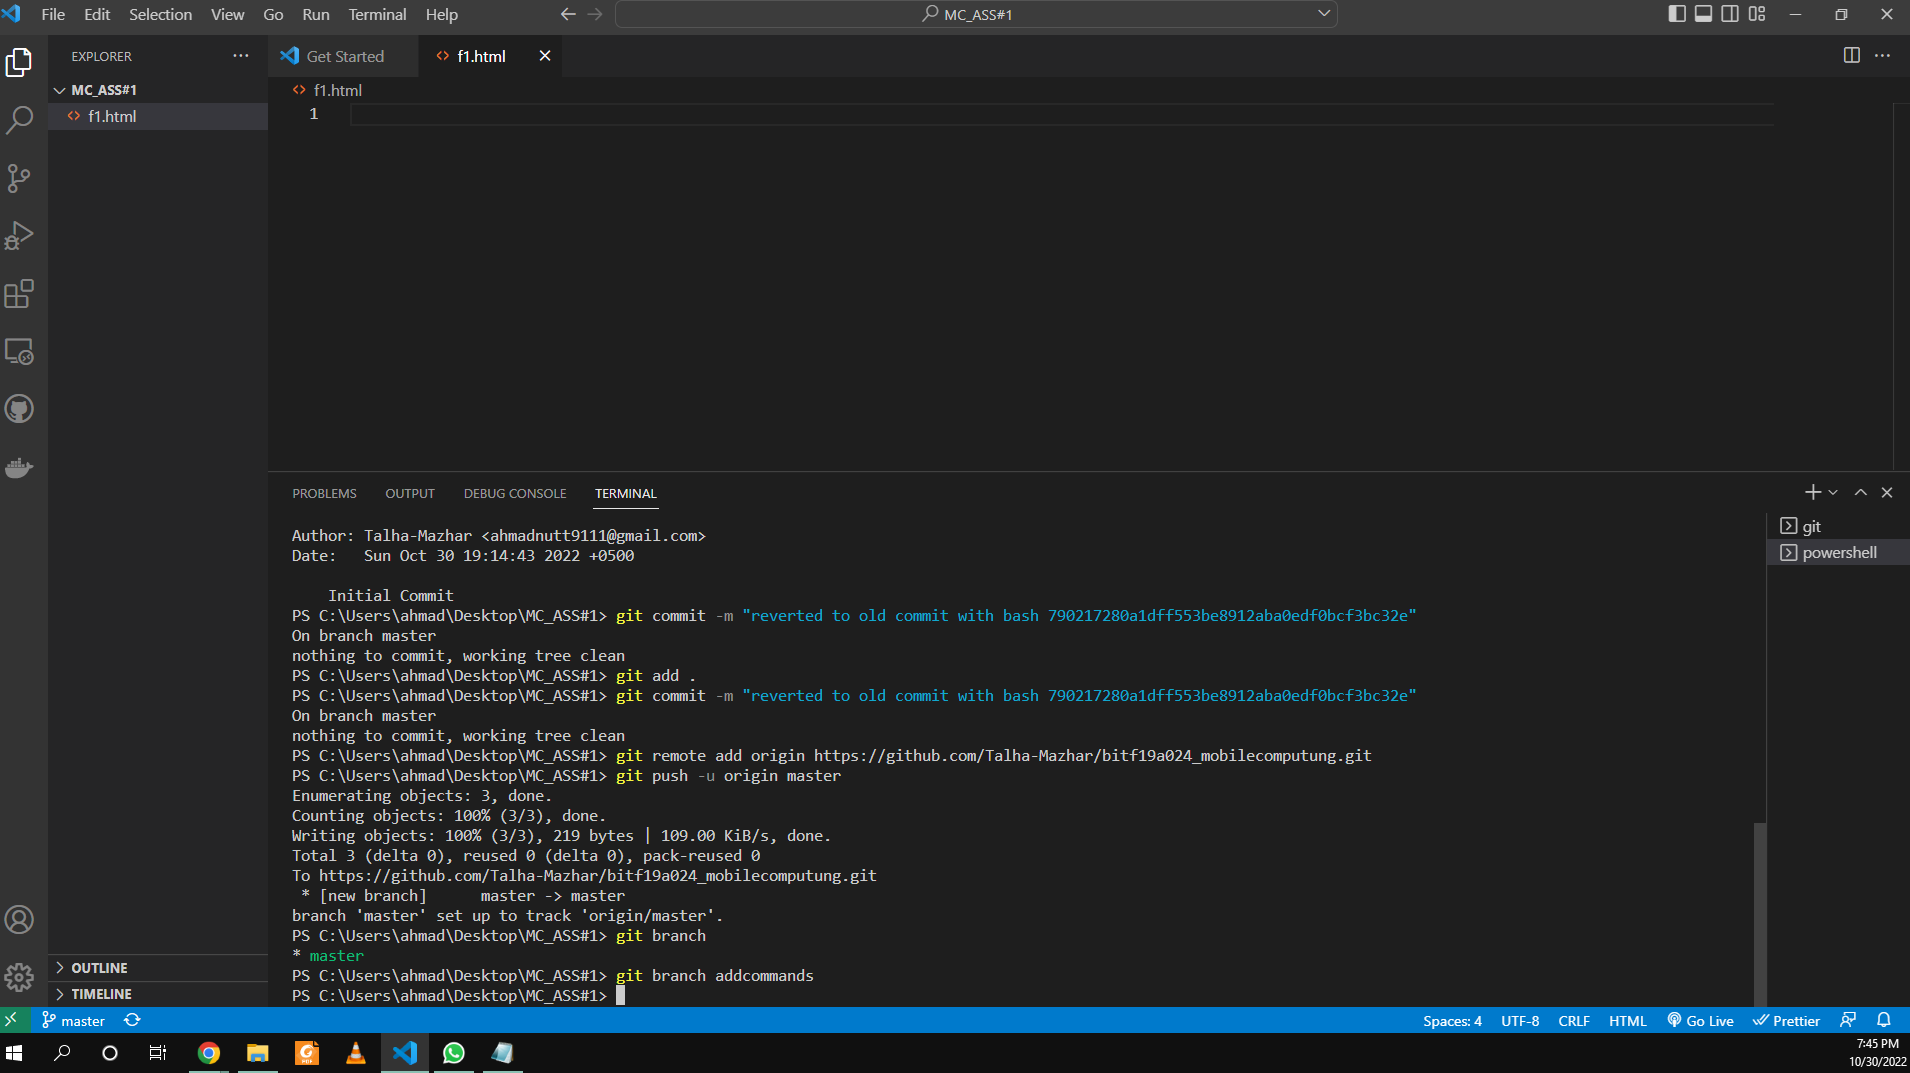 File Edit Selection View Go Run Terminal Help
MC_ASS#1
EXPLORER
Get Started
f1.html
MC_ASS#1
f1.html
f1.html
1
PROBLEMS OUTPUT DEBUG CONSOLE TERMINAL
git
powershell
Author: Talha-Mazhar <ahmadnutt9111@gmail.com>
Date:   Sun Oct 30 19:14:43 2022 +0500
    Initial Commit
PS C:\Users\ahmad\Desktop\MC_ASS#1> git commit -m "reverted to old commit with bash 790217280a1dff553be8912aba0edf0bcf3bc32e"
On branch master
nothing to commit, working tree clean
PS C:\Users\ahmad\Desktop\MC_ASS#1> git add .
PS C:\Users\ahmad\Desktop\MC_ASS#1> git commit -m "reverted to old commit with bash 790217280a1dff553be8912aba0edf0bcf3bc32e"
On branch master
nothing to commit, working tree clean
PS C:\Users\ahmad\Desktop\MC_ASS#1> git remote add origin https://github.com/Talha-Mazhar/bitf19a024_mobilecomputung.git
PS C:\Users\ahmad\Desktop\MC_ASS#1> git push -u origin master
Enumerating objects: 3, done.
Counting objects: 100% (3/3), done.
Writing objects: 100% (3/3), 219 bytes | 109.00 KiB/s, done.
Total 3 (delta 0), reused 0 (delta 0), pack-reused 0
To https://github.com/Talha-Mazhar/bitf19a024_mobilecomputung.git
 * [new branch]      master -> master
branch 'master' set up to track 'origin/master'.
PS C:\Users\ahmad\Desktop\MC_ASS#1> git branch
* master
PS C:\Users\ahmad\Desktop\MC_ASS#1> git branch addcommands
PS C:\Users\ahmad\Desktop\MC_ASS#1>
OUTLINE
TIMELINE
master
Spaces: 4 UTF-8 CRLF HTML Go Live Prettier
7:45 PM
10/30/2022